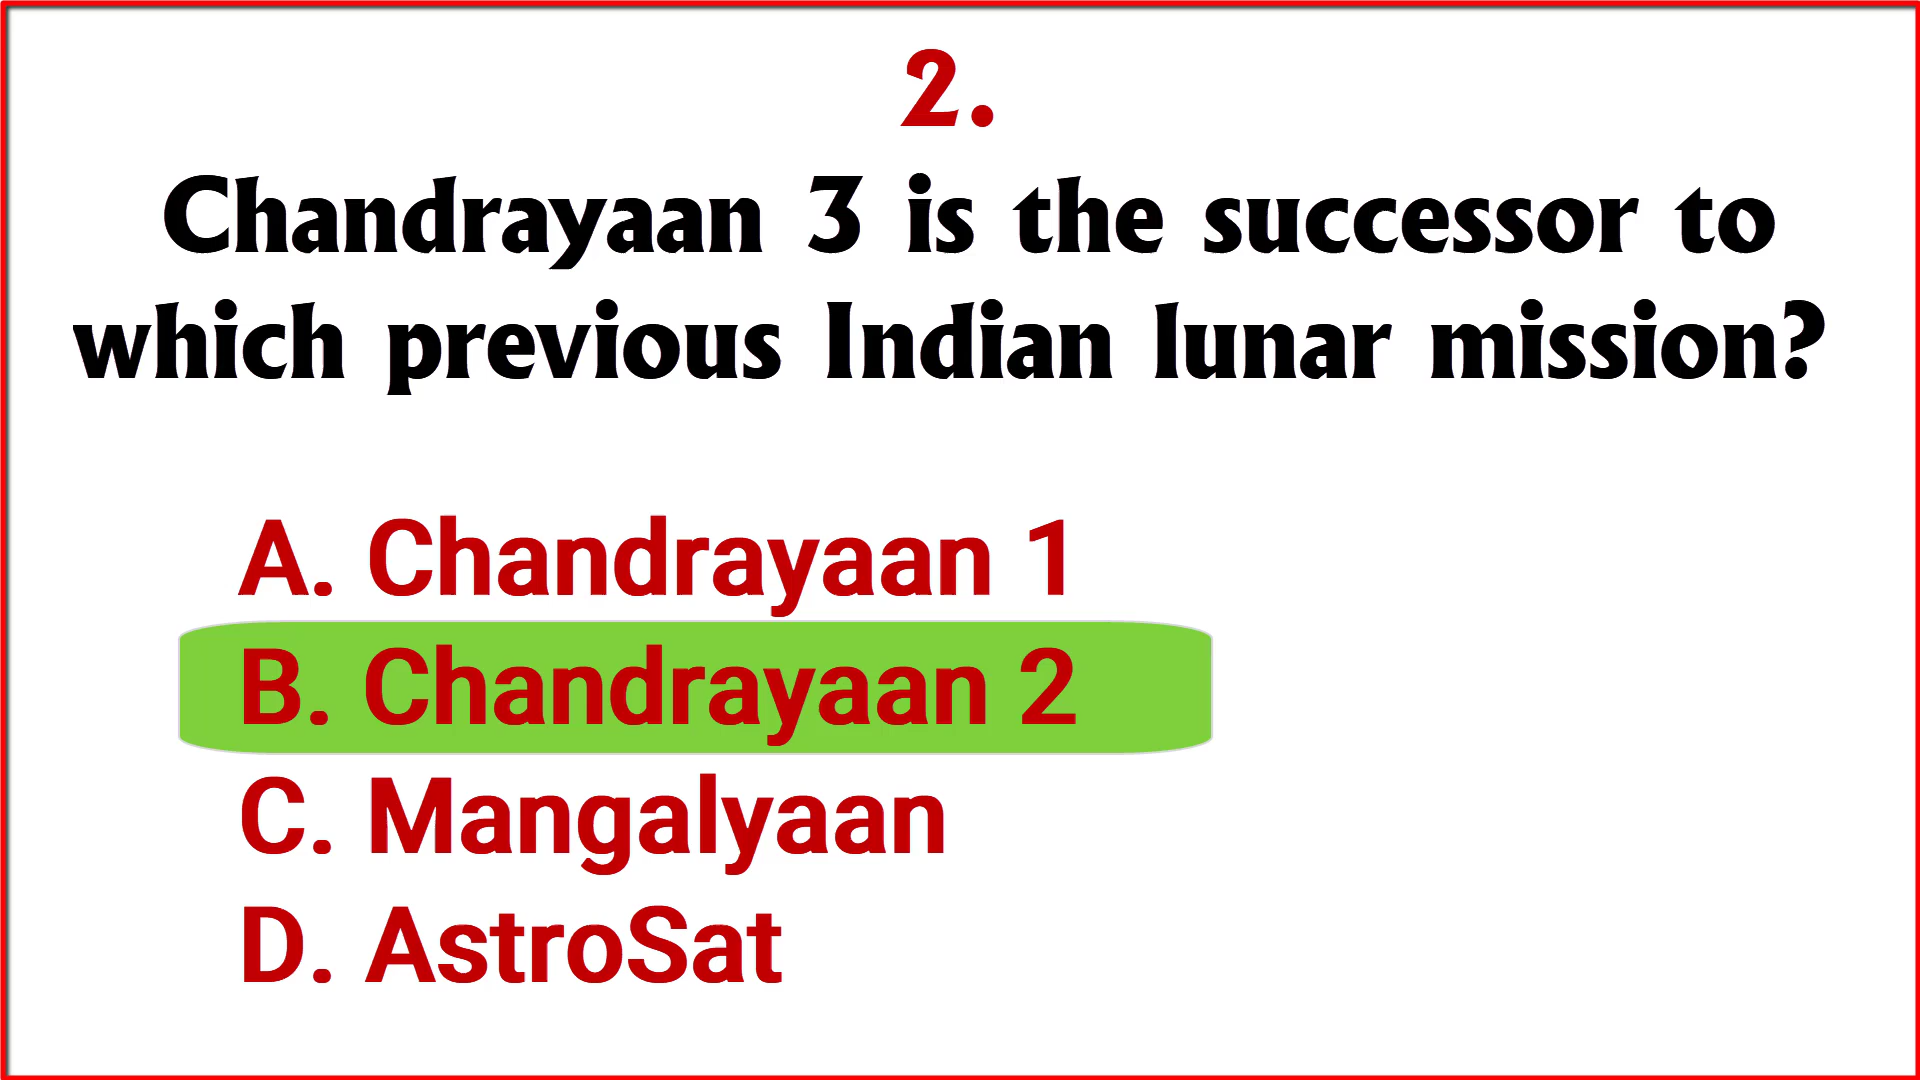 2.
Chandrayaan 3 is the successor to
which previous Indian lunar mission?
A. Chandrayaan 1
B. Chandrayaan 2
C. Mangalyaan
D. AstroSat